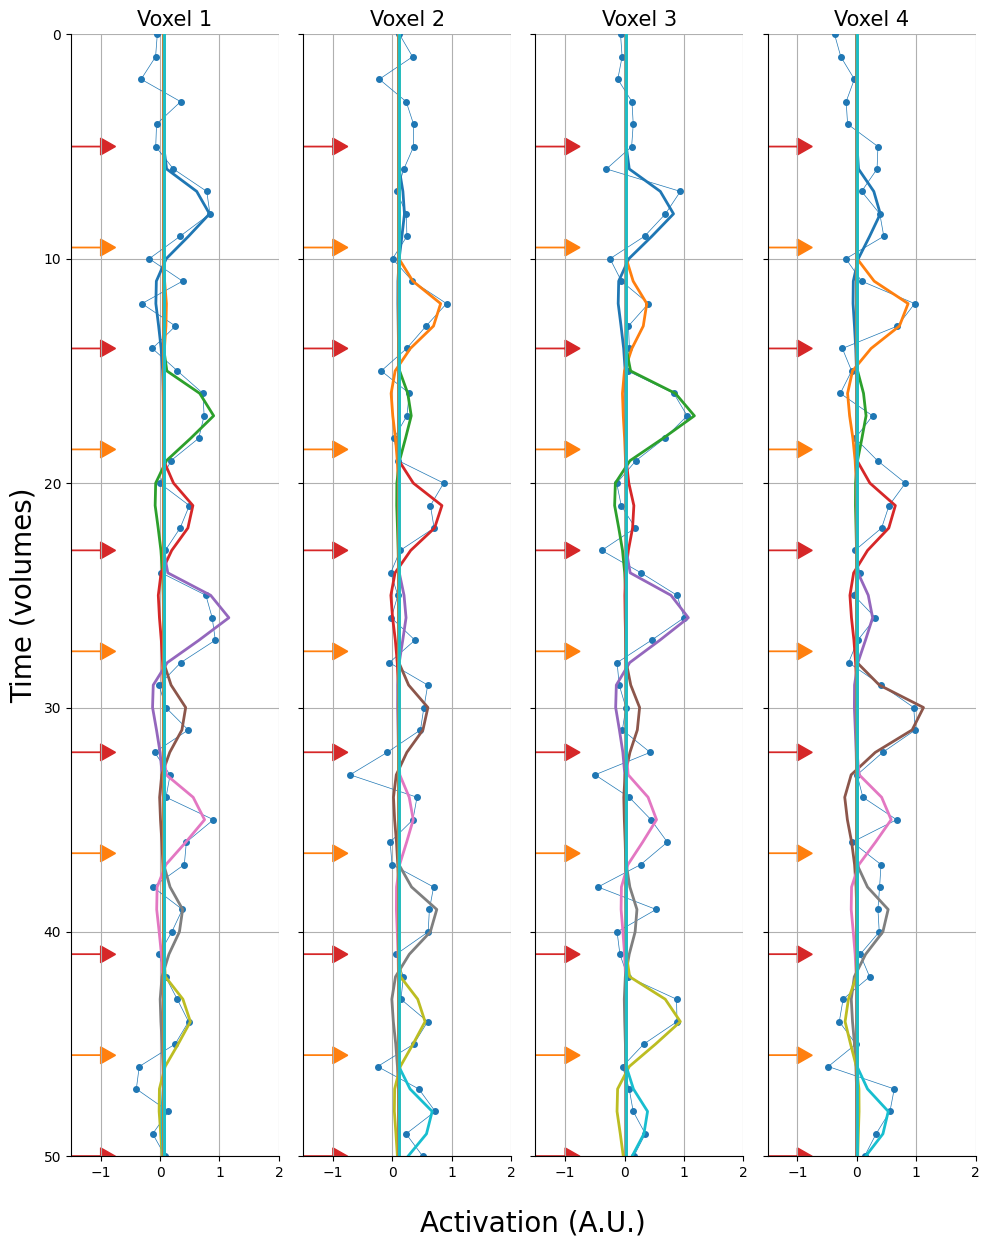 Voxel 1 Voxel 2 Voxel 3 Voxel 4
0
10
20
30
40
50
−1 0 1 2 −1 0 1 2 −1 0 1 2 −1 0 1 2
Time (volumes)
Activation (A.U.)